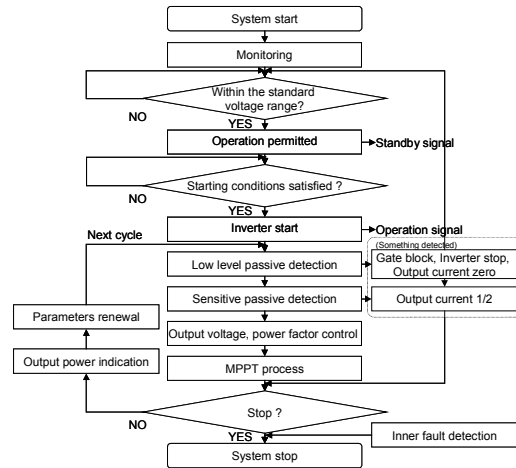 System start
Monitoring
Within the standard
voltage range?
NO
YES
Operation permitted
Standby signal
Starting conditions satisfied ?
NO
YES
Inverter start
Operation signal
Next cycle
(Something detected)
Low level passive detection
Gate block, Inverter stop,
Output current zero
Sensitive passive detection
Output current 1/2
Parameters renewal
Output voltage, power factor control
Output power indication
MPPT process
Stop ?
NO
YES
Inner fault detection
System stop